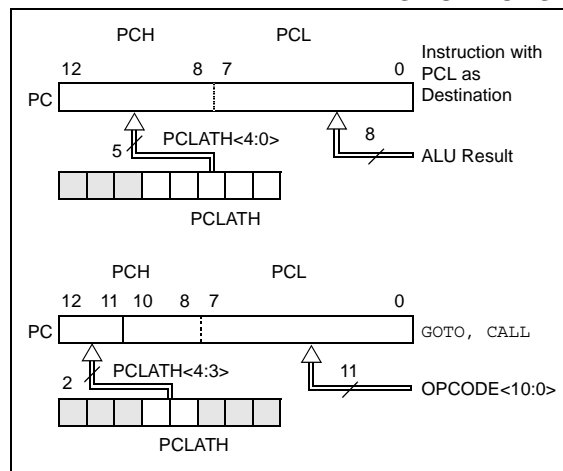 PCH PCL
12 8 7 0
Instruction with
PCL as
Destination
PC
5 PCLATH<4:0>
8
ALU Result
PCLATH
PCH PCL
12 11 10 8 7 0
PC
GOTO, CALL
2 PCLATH<4:3>
11
OPCODE<10:0>
PCLATH